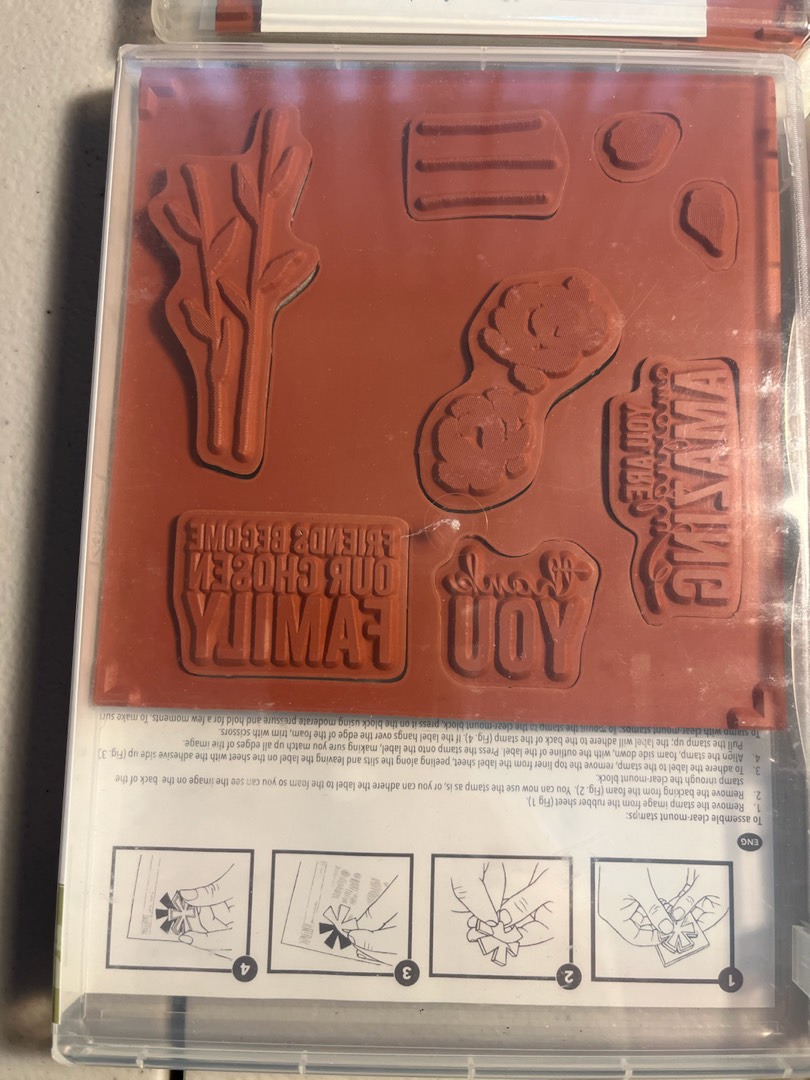 YOU ARE
AMAZING
FRIENDS BECOME
OUR CHOSEN
FAMILY
thank
YOU
1 2 3 4
ENG
To assemble clear-mount stamps:
1. Remove the stamp image from the rubber sheet (Fig 1).
2. Remove the backing from the foam (Fig. 2). You can now use the stamp as is, or you can adhere the label to the foam so you can see the image on the back of the
stamp through the clear-mount block.
3. To adhere the label to the stamp, remove the top liner from the label sheet, peeling along the slits and leaving the label on the sheet with the adhesive side up (Fig. 3).
4. Align the stamp, foam side down, with the outline of the label. Press the stamp onto the label, making sure you match up all edges of the image.
Pull the stamp up; the label will adhere to the back of the stamp (Fig. 4). If the label hangs over the edge of the foam, trim with scissors.
To stamp with clear-mount stamps: To mount the stamp to the clear-mount block, press it on the block using moderate pressure and hold for a few moments. To make